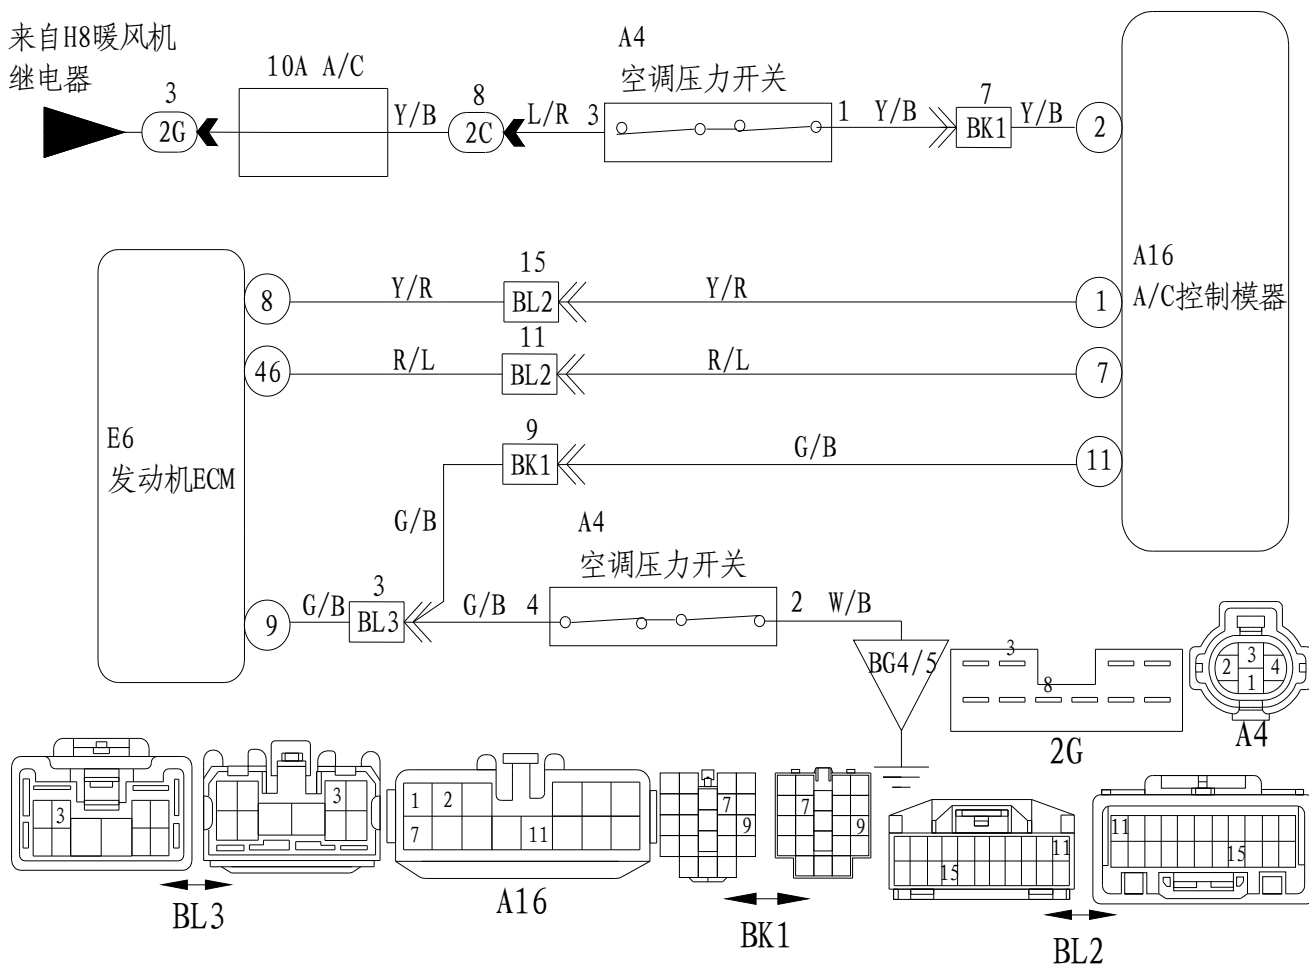 来自H8暖风机
继电器
10A A/C
A4
空调压力开关
3
2G
Y/B
8
2C
L/R
3
1
Y/B
7
BK1
Y/B
2
A16
A/C控制模器
8
Y/R
15
BL2
Y/R
1
46
R/L
11
BL2
R/L
7
E6
发动机ECM
9
BK1
G/B
11
G/B
A4
空调压力开关
9
G/B
3
BL3
G/B
4
2
W/B
BG4/5
3
8
2G
3
2
4
1
A4
3
3
BL3
1
2
7
11
A16
7
9
7
9
BK1
11
15
11
15
BL2